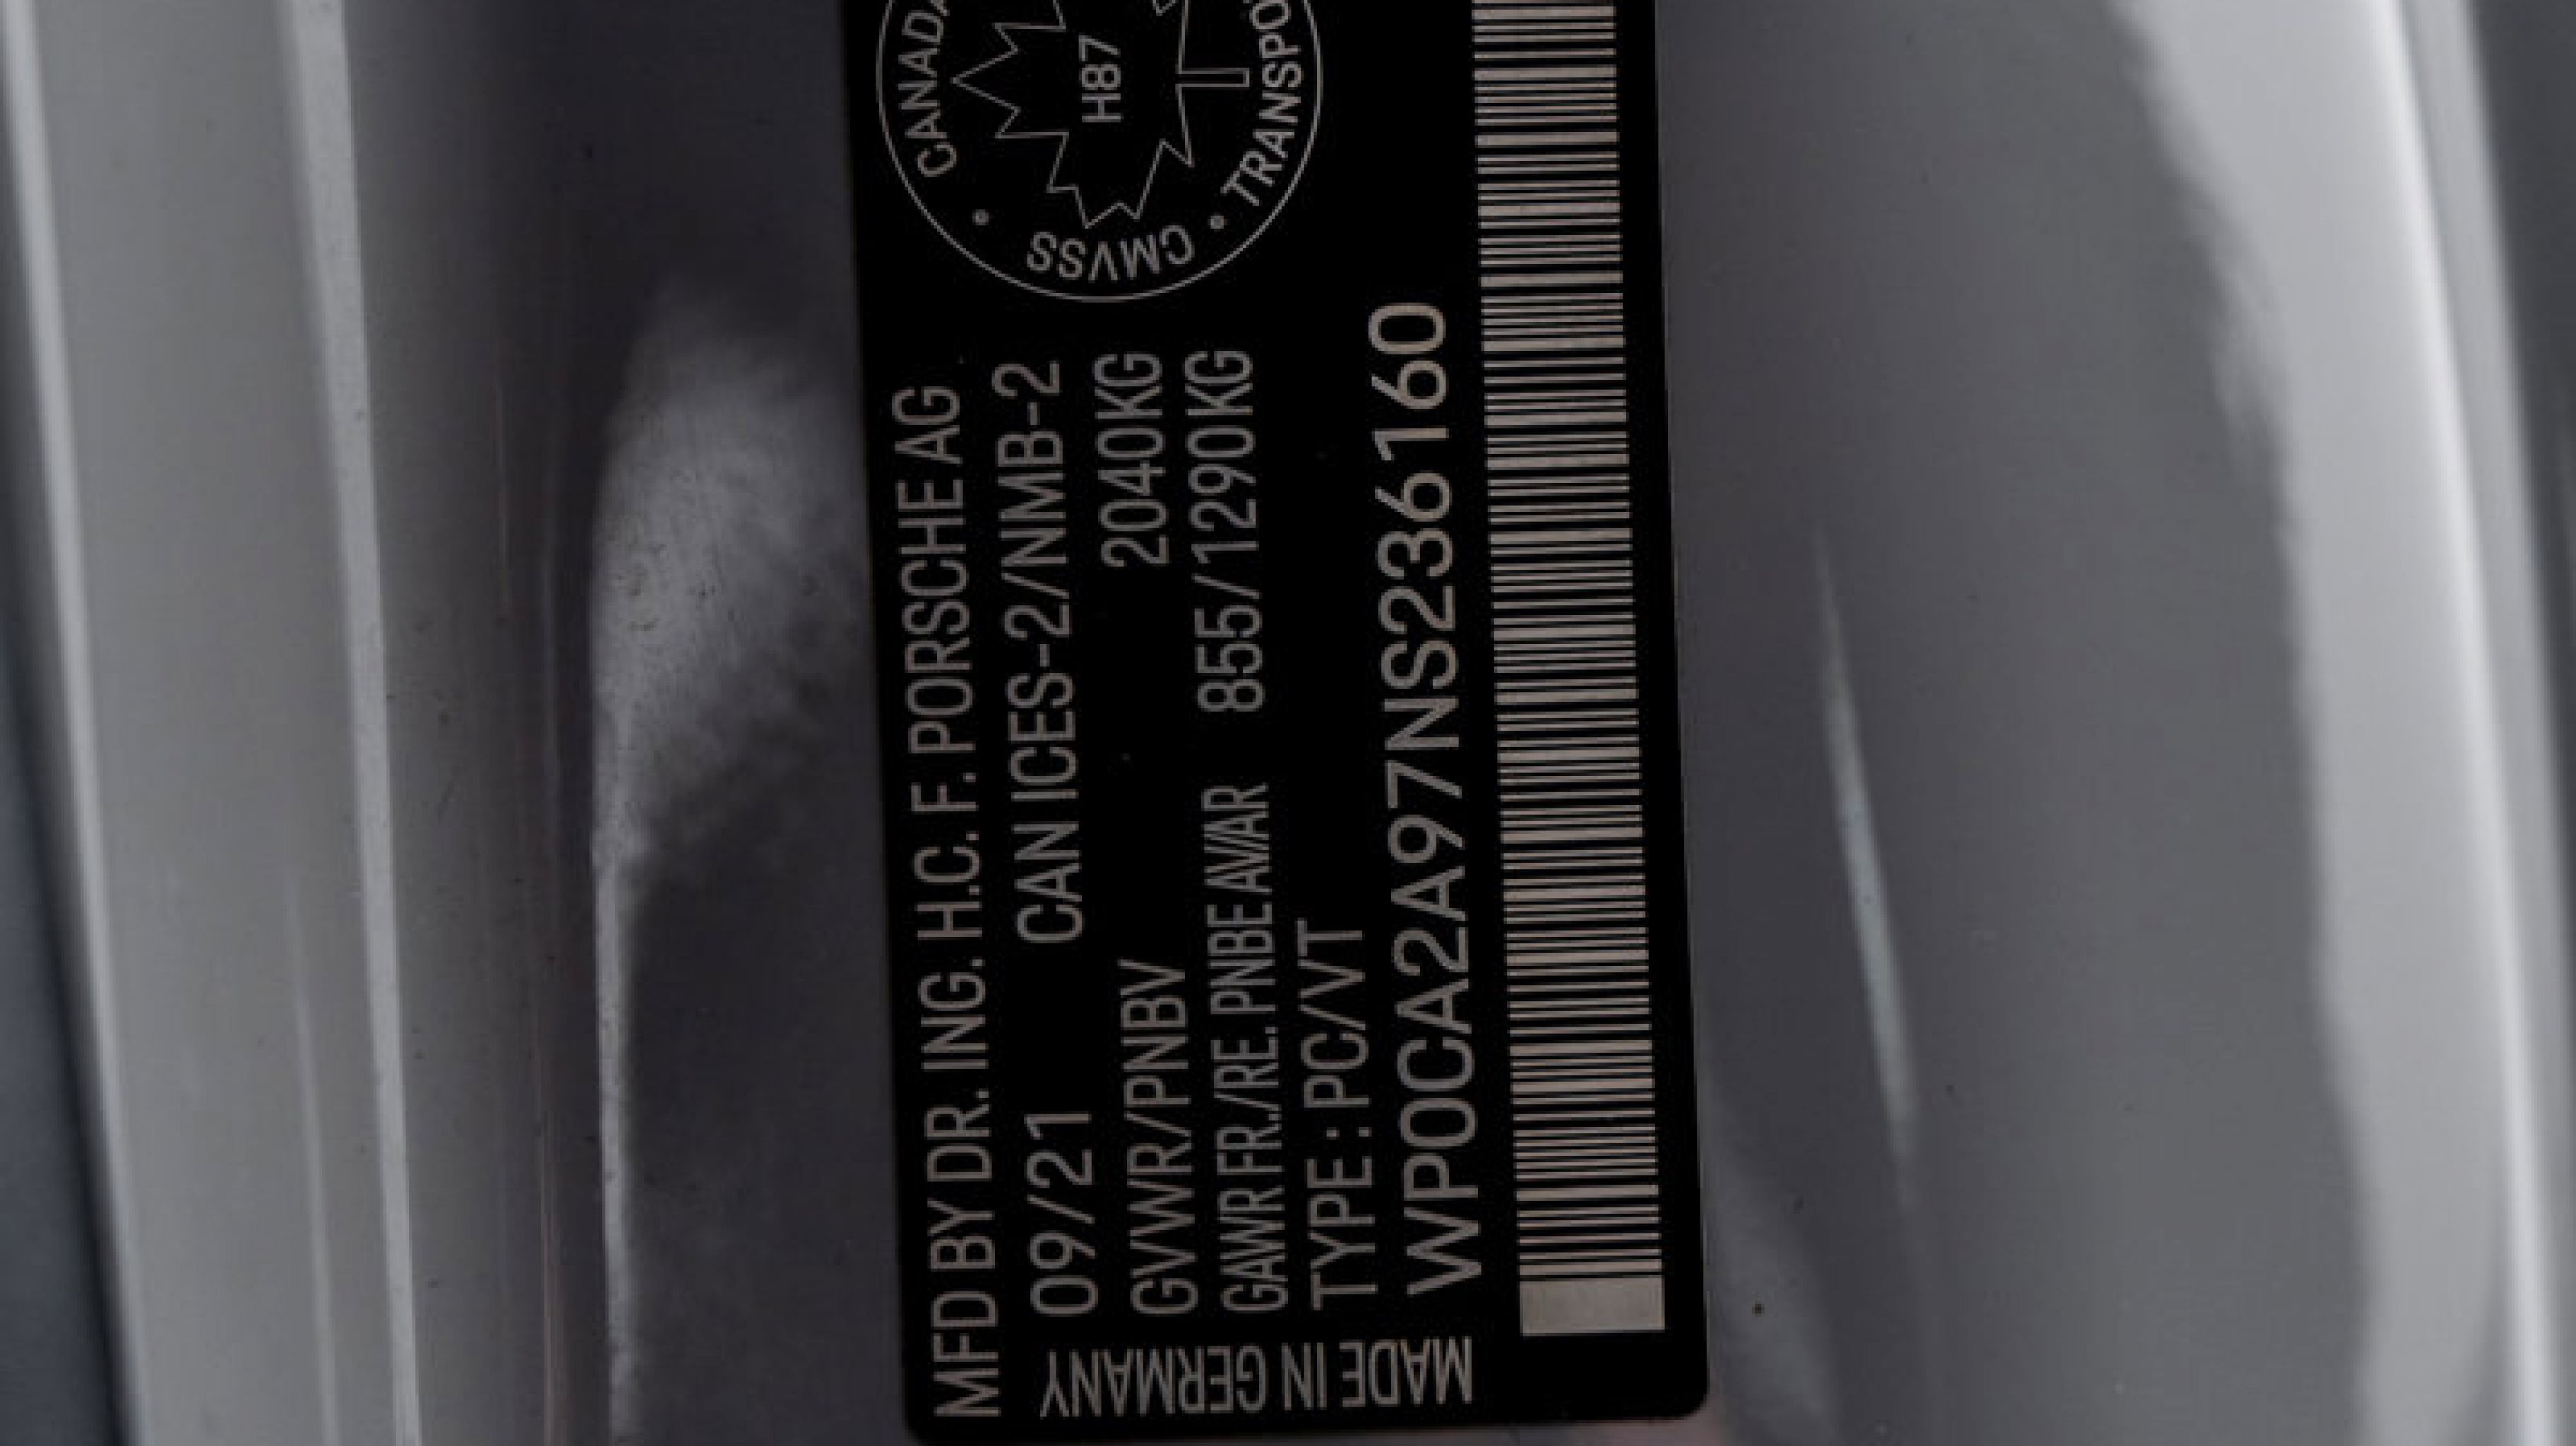 MFD BY DR. ING. H.C. F. PORSCHE AG
09/21 CAN ICES-2/NMB-2
GVWR/PNBV 2040KG
GAWR FR./RE. PNBE AV/AR 855/1290KG
TYPE : PC/VT
WP0CA2A97NS236160
MADE IN GERMANY
CANADA
H87
CMVSS